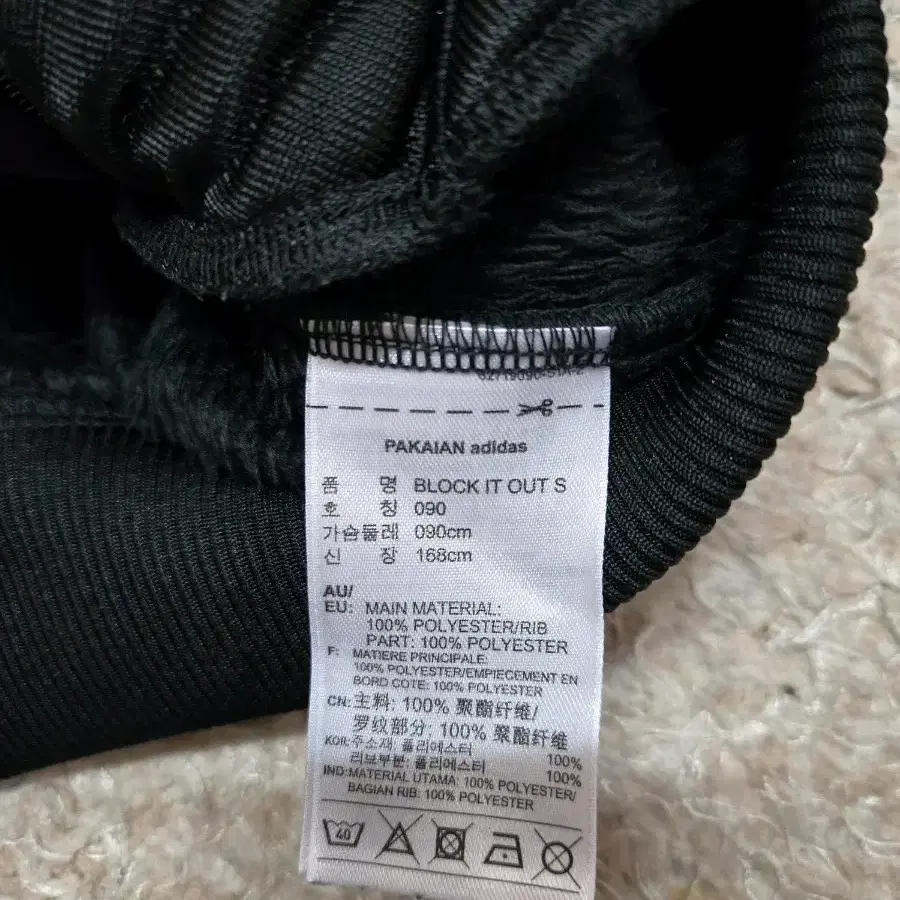 PAKAIAN adidas
품 명 BLOCK IT OUT S
호 칭 090
가슴둘레 090cm
신 장 168cm
AU/
EU: MAIN MATERIAL:
100% POLYESTER/RIB
PART: 100% POLYESTER
F: MATIERE PRINCIPALE:
100% POLYESTER/EMPIECEMENT EN
BORD COTE: 100% POLYESTER
CN: 主料: 100% 聚酯纤维/
罗纹部分: 100% 聚酯纤维
KOR: 주소재: 폴리에스터 100%
리브부분: 폴리에스터 100%
IND: MATERIAL UTAMA: 100% POLYESTER/
BAGIAN RIB: 100% POLYESTER
40